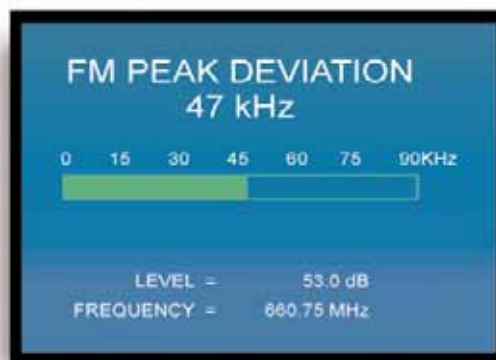 FM PEAK DEVIATION
47 kHz
0 15 30 45 60 75 90KHz
LEVEL = 53.0 dB
FREQUENCY = 660.75 MHz